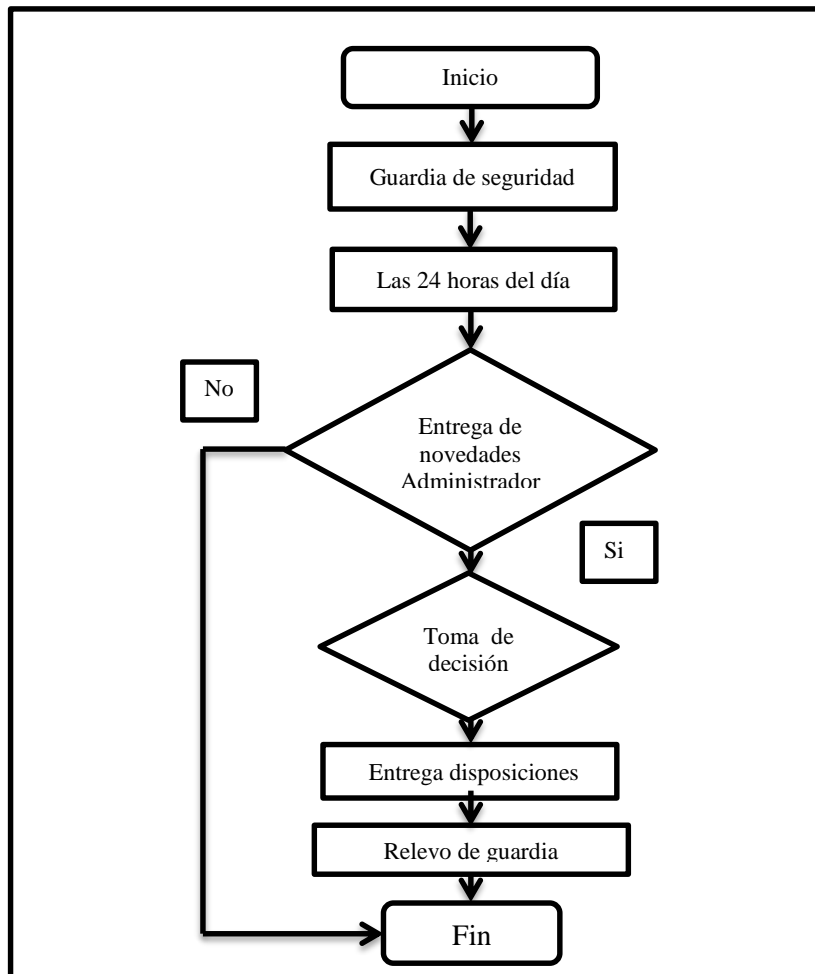 Inicio
Guardia de seguridad
Las 24 horas del día
No
Entrega de
novedades
Administrador
Si
Toma de
decisión
Entrega disposiciones
Relevo de guardia
Fin